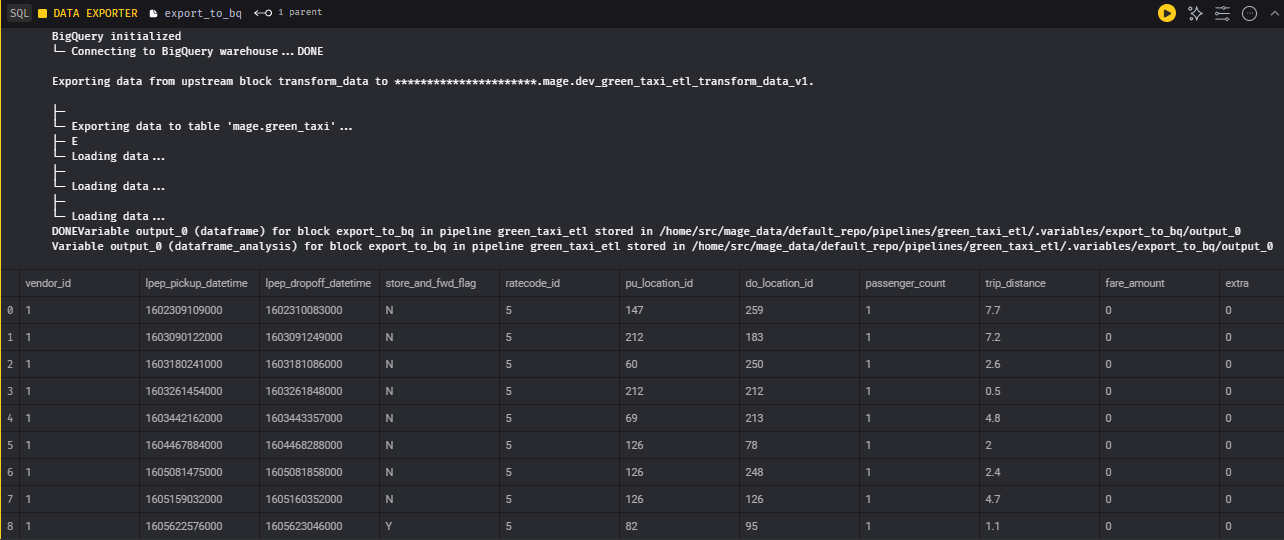 SQL DATA EXPORTER export_to_bq 1 parent
BigQuery initialized
└─ Connecting to BigQuery warehouse...DONE
Exporting data from upstream block transform_data to **********************.mage.dev_green_taxi_etl_transform_data_v1.
├─
└─ Exporting data to table 'mage.green_taxi'...
├─ E
└─ Loading data...
├─
└─ Loading data...
├─
└─ Loading data...
DONEVariable output_0 (dataframe) for block export_to_bq in pipeline green_taxi_etl stored in /home/src/mage_data/default_repo/pipelines/green_taxi_etl/.variables/export_to_bq/output_0
Variable output_0 (dataframe_analysis) for block export_to_bq in pipeline green_taxi_etl stored in /home/src/mage_data/default_repo/pipelines/green_taxi_etl/.variables/export_to_bq/output_0
vendor_id lpep_pickup_datetime lpep_dropoff_datetime store_and_fwd_flag ratecode_id pu_location_id do_location_id passenger_count trip_distance fare_amount extra
0 1 1602309109000 1602310083000 N 5 147 259 1 7.7 0 0
1 1 1603090122000 1603091249000 N 5 212 183 1 7.2 0 0
2 1 1603180241000 1603181086000 N 5 60 250 1 2.6 0 0
3 1 1603261454000 1603261848000 N 5 212 212 1 0.5 0 0
4 1 1603442162000 1603443357000 N 5 69 213 1 4.8 0 0
5 1 1604467884000 1604468288000 N 5 126 78 1 2 0 0
6 1 1605081475000 1605081858000 N 5 126 248 1 2.4 0 0
7 1 1605159032000 1605160352000 N 5 126 126 1 4.7 0 0
8 1 1605622576000 1605623046000 Y 5 82 95 1 1.1 0 0